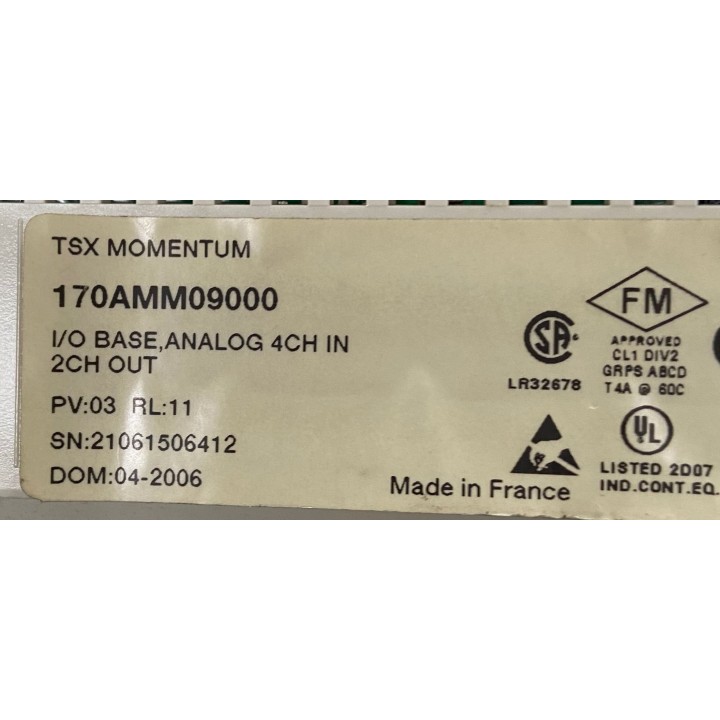 TSX MOMENTUM
170AMM09000
I/O BASE,ANALOG 4CH IN
2CH OUT
PV:03 RL:11
SN:21061506412
DOM:04-2006
Made in France
SA
LR32678
FM
APPROVED
CL1 DIV2
GRPS ABCD
T4A @ 60C
UL
LISTED 2D07
IND.CONT.EQ.